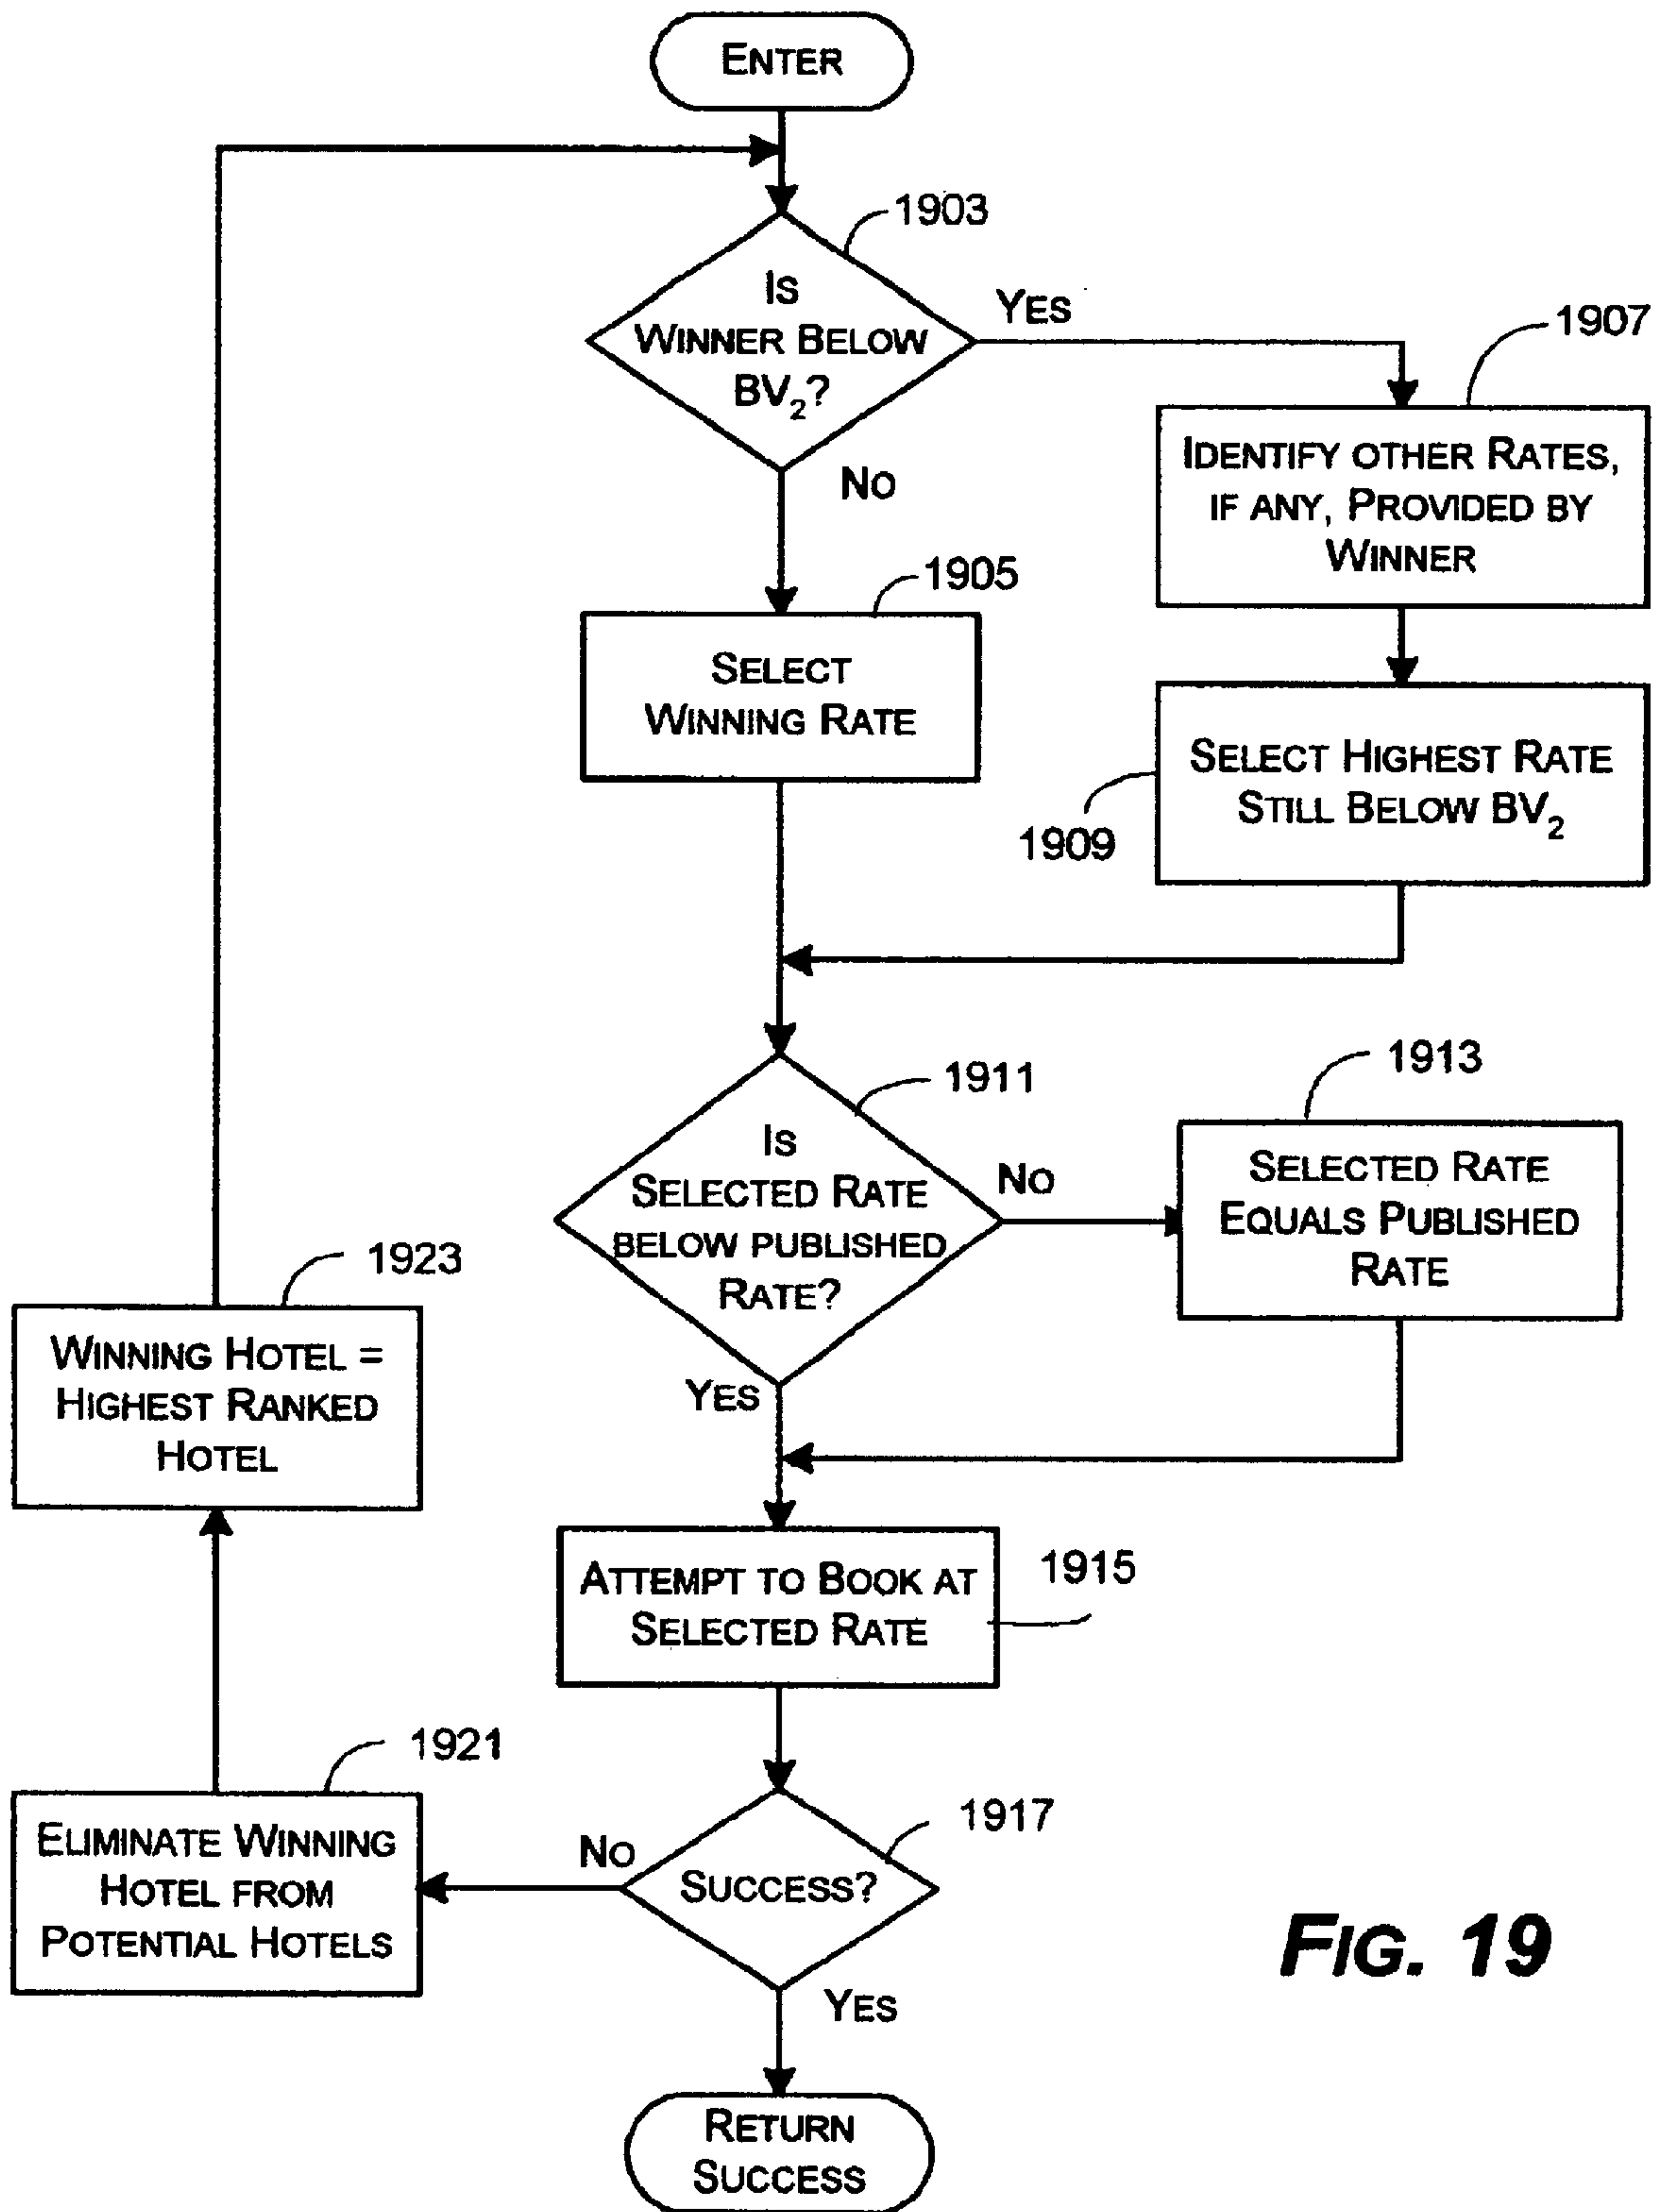 ENTER
1903
IS
WINNER BELOW
BV₂?
YES
NO
1907
IDENTIFY OTHER RATES,
IF ANY, PROVIDED BY
WINNER
1905
SELECT
WINNING RATE
SELECT HIGHEST RATE
STILL BELOW BV₂
1909
1911
IS
SELECTED RATE
BELOW PUBLISHED
RATE?
NO
YES
1913
SELECTED RATE
EQUALS PUBLISHED
RATE
1923
WINNING HOTEL =
HIGHEST RANKED
HOTEL
ATTEMPT TO BOOK AT
SELECTED RATE
1915
1921
ELIMINATE WINNING
HOTEL FROM
POTENTIAL HOTELS
NO
1917
SUCCESS?
YES
FIG. 19
RETURN
SUCCESS